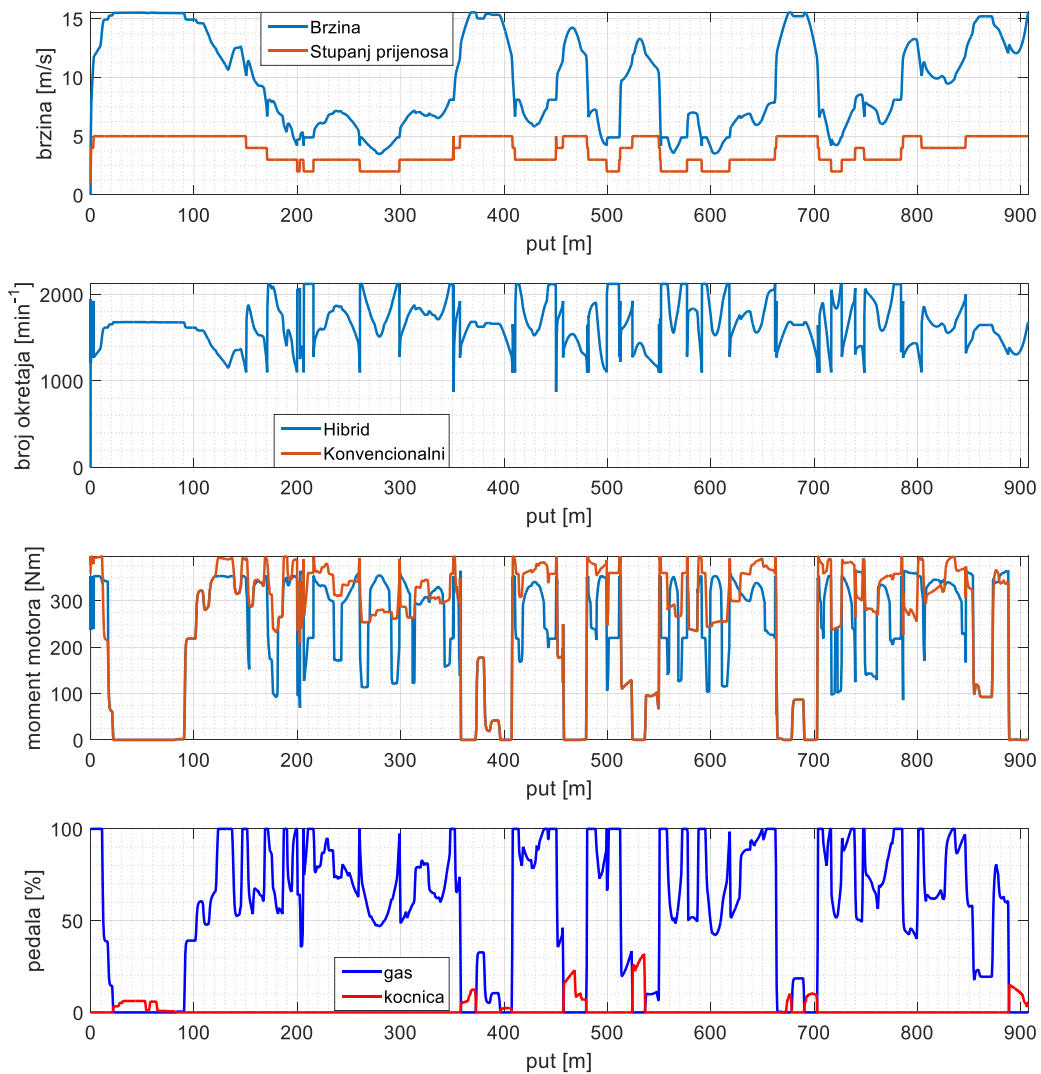 15
10
5
0
brzina [m/s]
Brzina
Stupanj prijenosa
0 100 200 300 400 500 600 700 800 900
put [m]
2000
1000
0
broj okretaja [min-1]
Hibrid
Konvencionalni
0 100 200 300 400 500 600 700 800 900
put [m]
300
200
100
0
moment motora [Nm]
0 100 200 300 400 500 600 700 800 900
put [m]
100
50
0
pedala [%]
gas
kocnica
0 100 200 300 400 500 600 700 800 900
put [m]